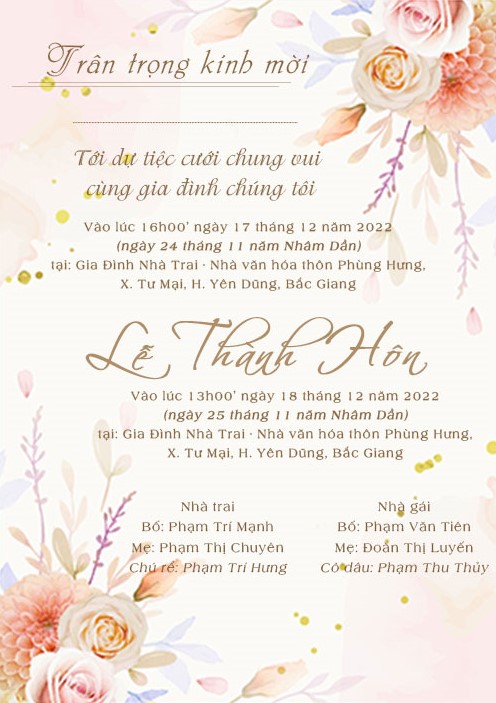 Trân trọng kính mời
Tới dự tiệc cưới chung vui
cùng gia đình chúng tôi
Vào lúc 16h00' ngày 17 tháng 12 năm 2022
(ngày 24 tháng 11 năm Nhâm Dần)
tại: Gia Đình Nhà Trai - Nhà văn hóa thôn Phùng Hưng,
X. Tư Mại, H. Yên Dũng, Bắc Giang
Lễ Thành Hôn
Vào lúc 13h00' ngày 18 tháng 12 năm 2022
(ngày 25 tháng 11 năm Nhâm Dần)
tại: Gia Đình Nhà Trai - Nhà văn hóa thôn Phùng Hưng,
X. Tư Mại, H. Yên Dũng, Bắc Giang
Nhà trai
Bố: Phạm Trí Mạnh
Mẹ: Phạm Thị Chuyên
Chú rể: Phạm Trí Hưng
Nhà gái
Bố: Phạm Văn Tiên
Mẹ: Đoàn Thị Luyến
Cô dâu: Phạm Thu Thủy